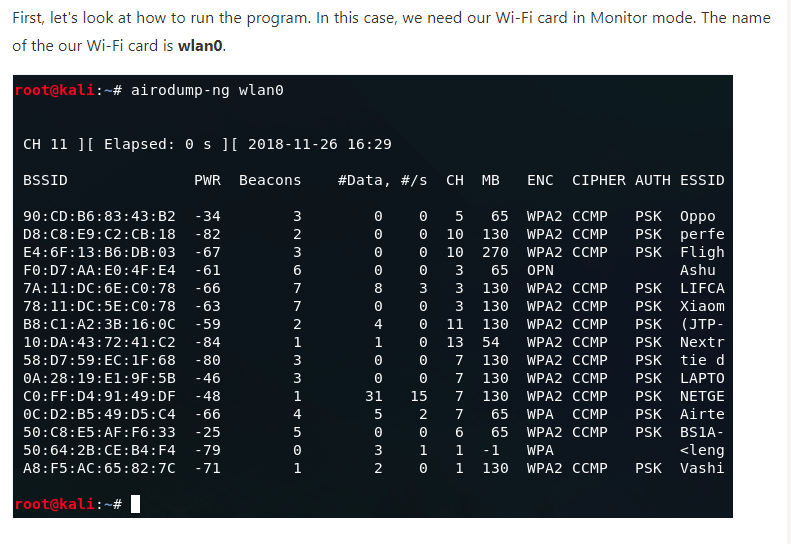 First, let's look at how to run the program. In this case, we need our Wi-Fi card in Monitor mode. The name
of the our Wi-Fi card is wlan0.
root@kali:~# airodump-ng wlan0
CH 11 ][ Elapsed: 0 s ][ 2018-11-26 16:29
BSSID PWR Beacons #Data, #/s CH MB ENC CIPHER AUTH ESSID
90:CD:B6:83:43:B2 -34 3 0 0 5 65 WPA2 CCMP PSK Oppo
D8:C8:E9:C2:CB:18 -82 2 0 0 10 130 WPA2 CCMP PSK perfe
E4:6F:13:B6:DB:03 -67 3 0 0 10 270 WPA2 CCMP PSK Fligh
F0:D7:AA:E0:4F:E4 -61 6 0 0 3 65 OPN Ashu
7A:11:DC:6E:C0:78 -66 7 8 3 3 130 WPA2 CCMP PSK LIFCA
78:11:DC:5E:C0:78 -63 7 0 0 3 130 WPA2 CCMP PSK Xiaom
B8:C1:A2:3B:16:0C -59 2 4 0 11 130 WPA2 CCMP PSK (JTP-
10:DA:43:72:41:C2 -84 1 1 0 13 54 WPA2 CCMP PSK Nextr
58:D7:59:EC:1F:68 -80 3 0 0 7 130 WPA2 CCMP PSK tie d
0A:28:19:E1:9F:5B -46 3 0 0 7 130 WPA2 CCMP PSK LAPTO
C0:FF:D4:91:49:DF -48 1 31 15 7 130 WPA2 CCMP PSK NETGE
0C:D2:B5:49:D5:C4 -66 4 5 2 7 65 WPA CCMP PSK Airte
50:C8:E5:AF:F6:33 -25 5 0 0 6 65 WPA2 CCMP PSK BS1A-
50:64:2B:CE:B4:F4 -79 0 3 1 1 -1 WPA <leng
A8:F5:AC:65:82:7C -71 1 2 0 1 130 WPA2 CCMP PSK Vashi
root@kali:~#